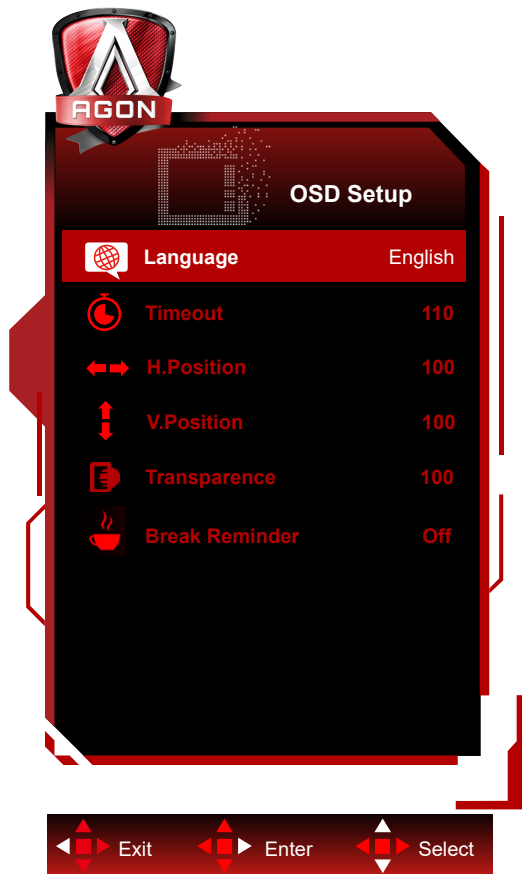 AGON
OSD Setup
Language English
Timeout 110
H.Position 100
V.Position 100
Transparence 100
Break Reminder Off
Exit Enter Select